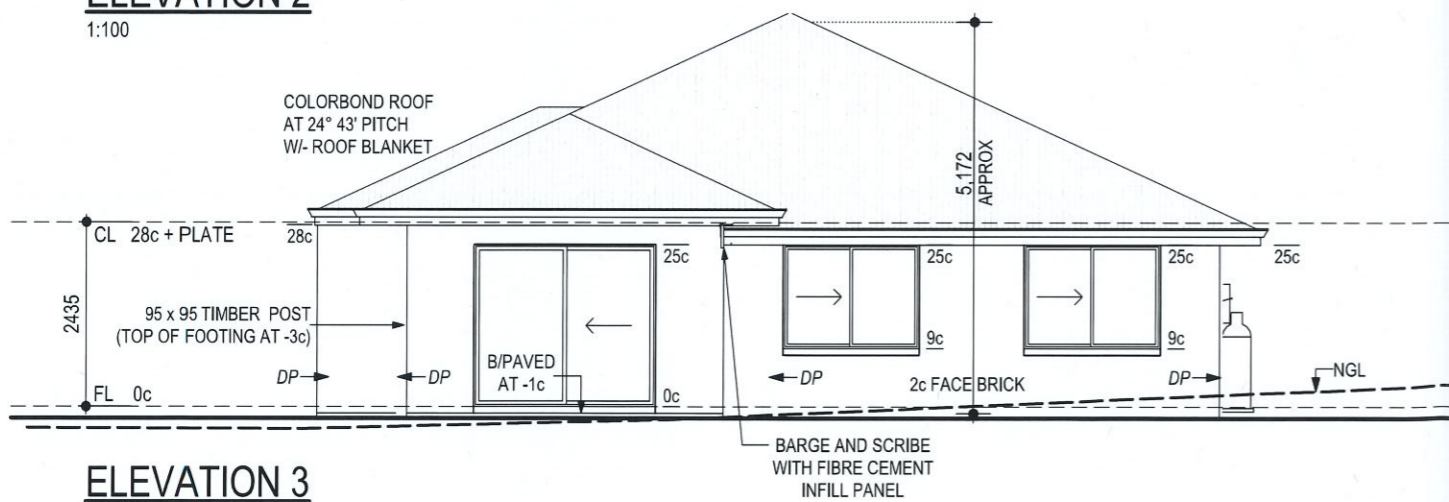 ELEVATION 2
1:100
COLORBOND ROOF
AT 24° 43' PITCH
W/- ROOF BLANKET
5,172
APPROX
CL 28c + PLATE
28c
25c
25c
25c
25c
2435
95 x 95 TIMBER POST
(TOP OF FOOTING AT -3c)
9c
9c
B/PAVED
AT -1c
DP
DP
DP
2c FACE BRICK
DP
NGL
FL 0c
0c
BARGE AND SCRIBE
WITH FIBRE CEMENT
INFILL PANEL
ELEVATION 3